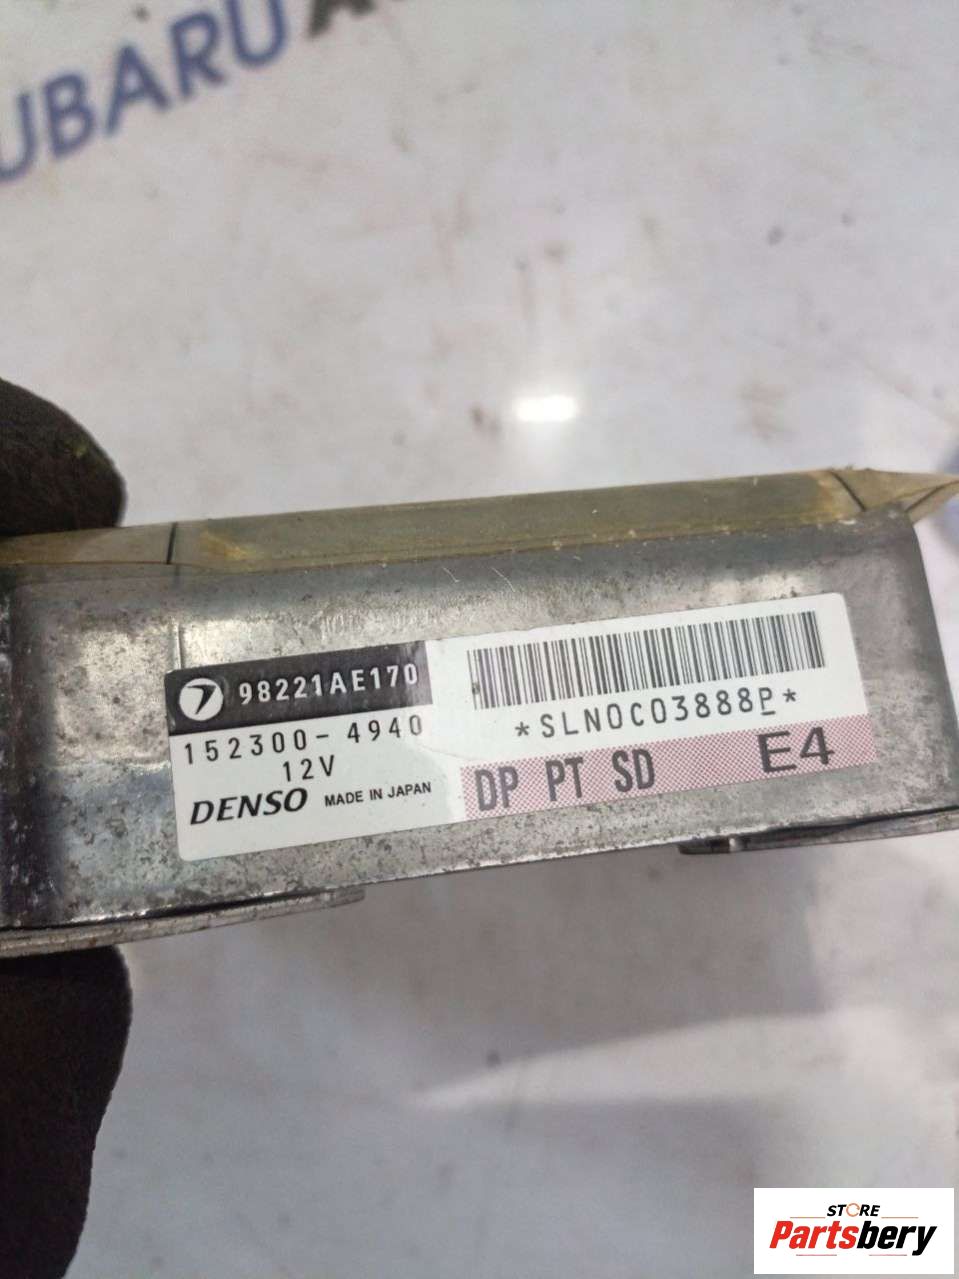 UBARU
98221AE170
152300-4940
12V
DENSO MADE IN JAPAN
*SLN0C03888P*
DP PT SD E4
STORE
Partsbery